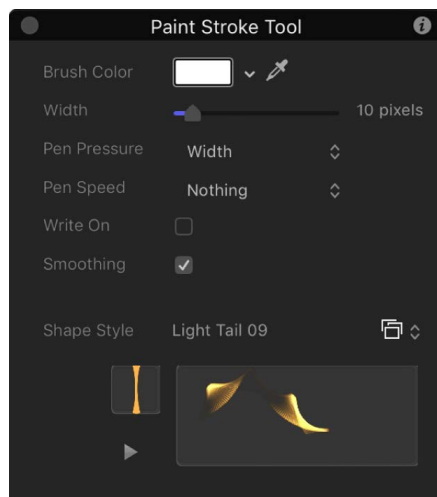 Paint Stroke Tool
Brush Color
Width 10 pixels
Pen Pressure Width
Pen Speed Nothing
Write On
Smoothing
Shape Style Light Tail 09